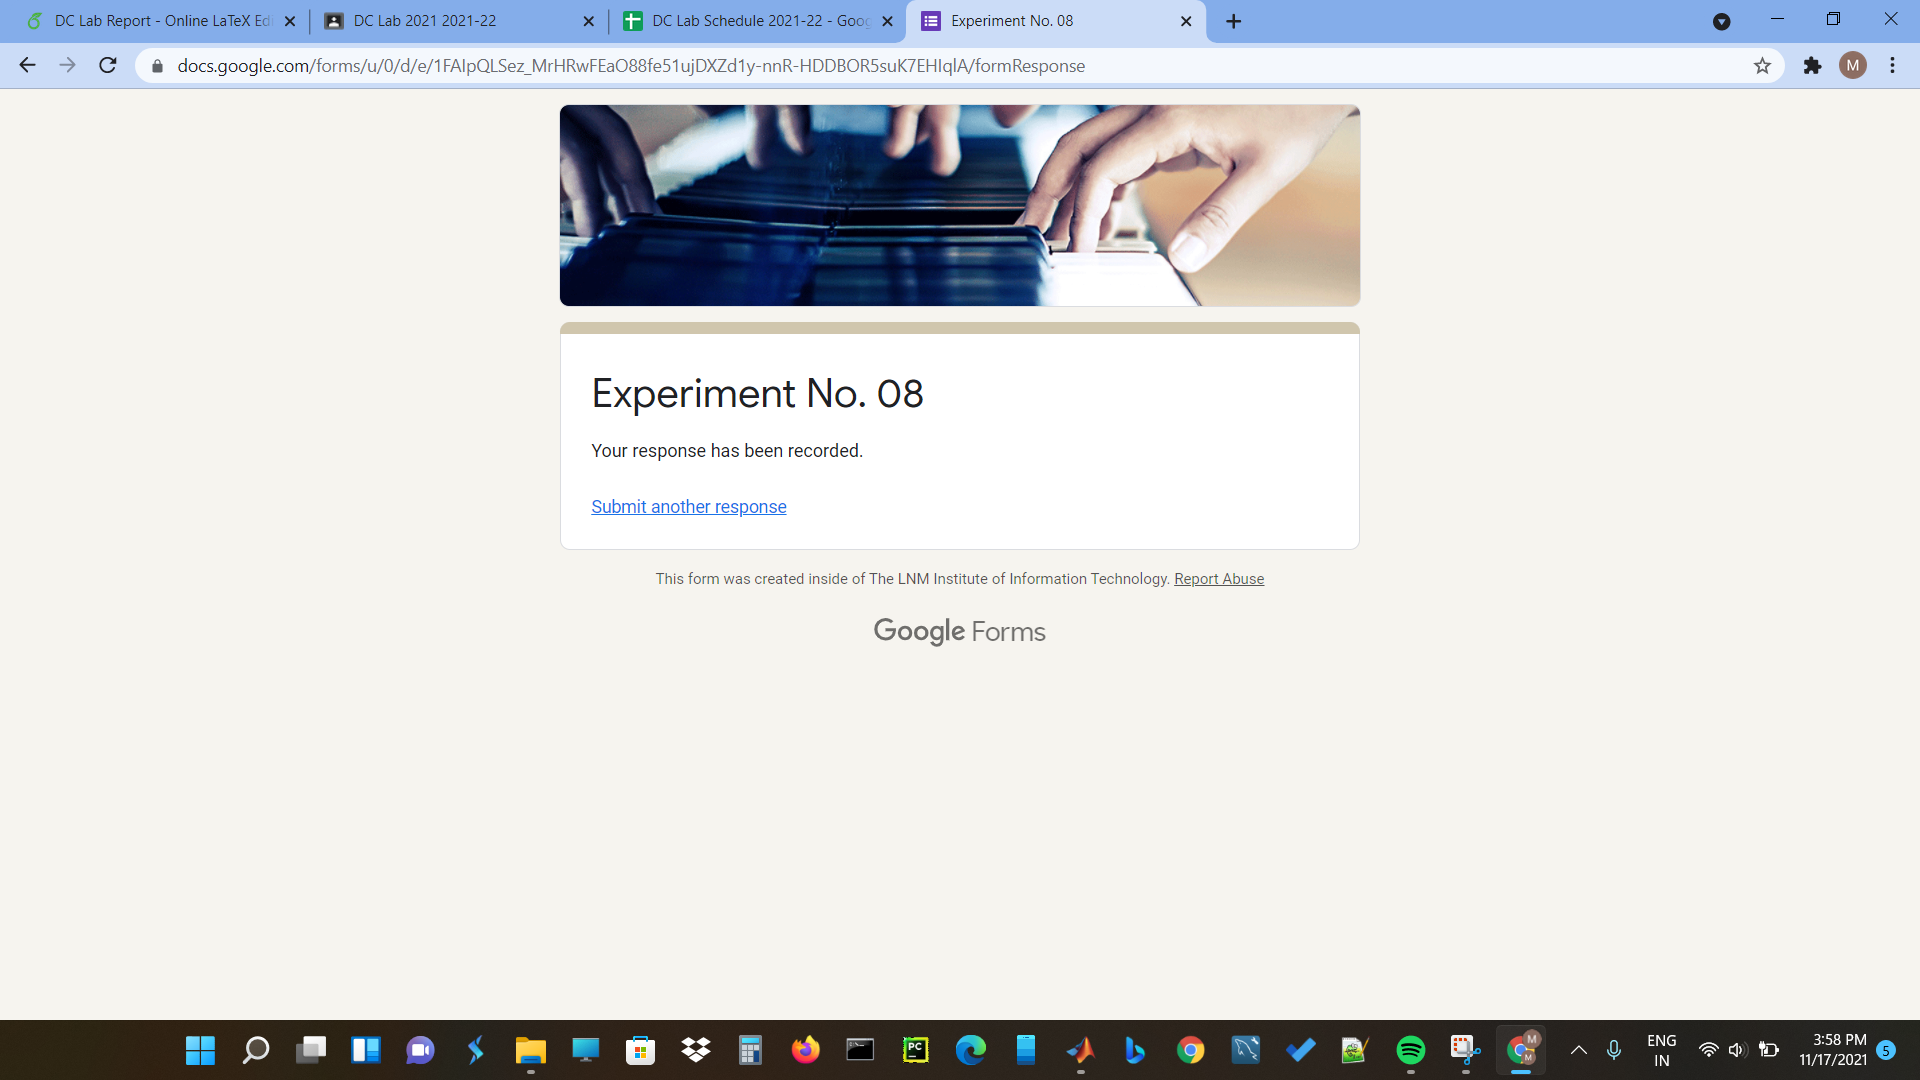 DC Lab Report - Online LaTeX Edi
DC Lab 2021 2021-22
DC Lab Schedule 2021-22 - Goog
Experiment No. 08
docs.google.com/forms/u/0/d/e/1FAIpQLSez_MrHRwFEaO88fe51ujDXZd1y-nnR-HDDBOR5suK7EHIqlA/formResponse
M
Experiment No. 08
Your response has been recorded.
Submit another response
This form was created inside of The LNM Institute of Information Technology. Report Abuse
Google Forms
PC
M
M
ENG
IN
3:58 PM
11/17/2021
5